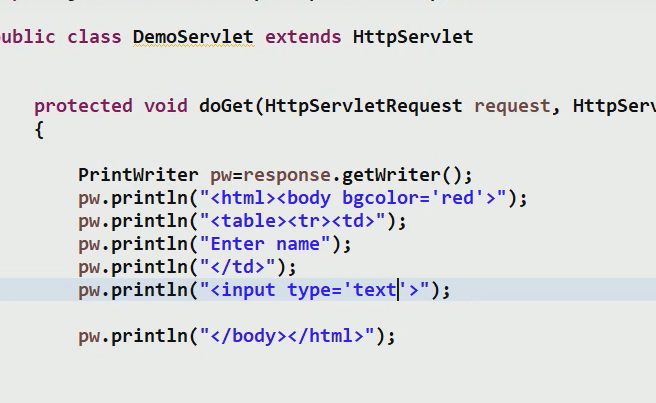 public class DemoServlet extends HttpServlet
protected void doGet(HttpServletRequest request, HttpServ
{
PrintWriter pw=response.getWriter();
pw.println("<html><body bgcolor='red'>");
pw.println("<table><tr><td>");
pw.println("Enter name");
pw.println("</td>");
pw.println("<input type='text'>");
pw.println("</body></html>");